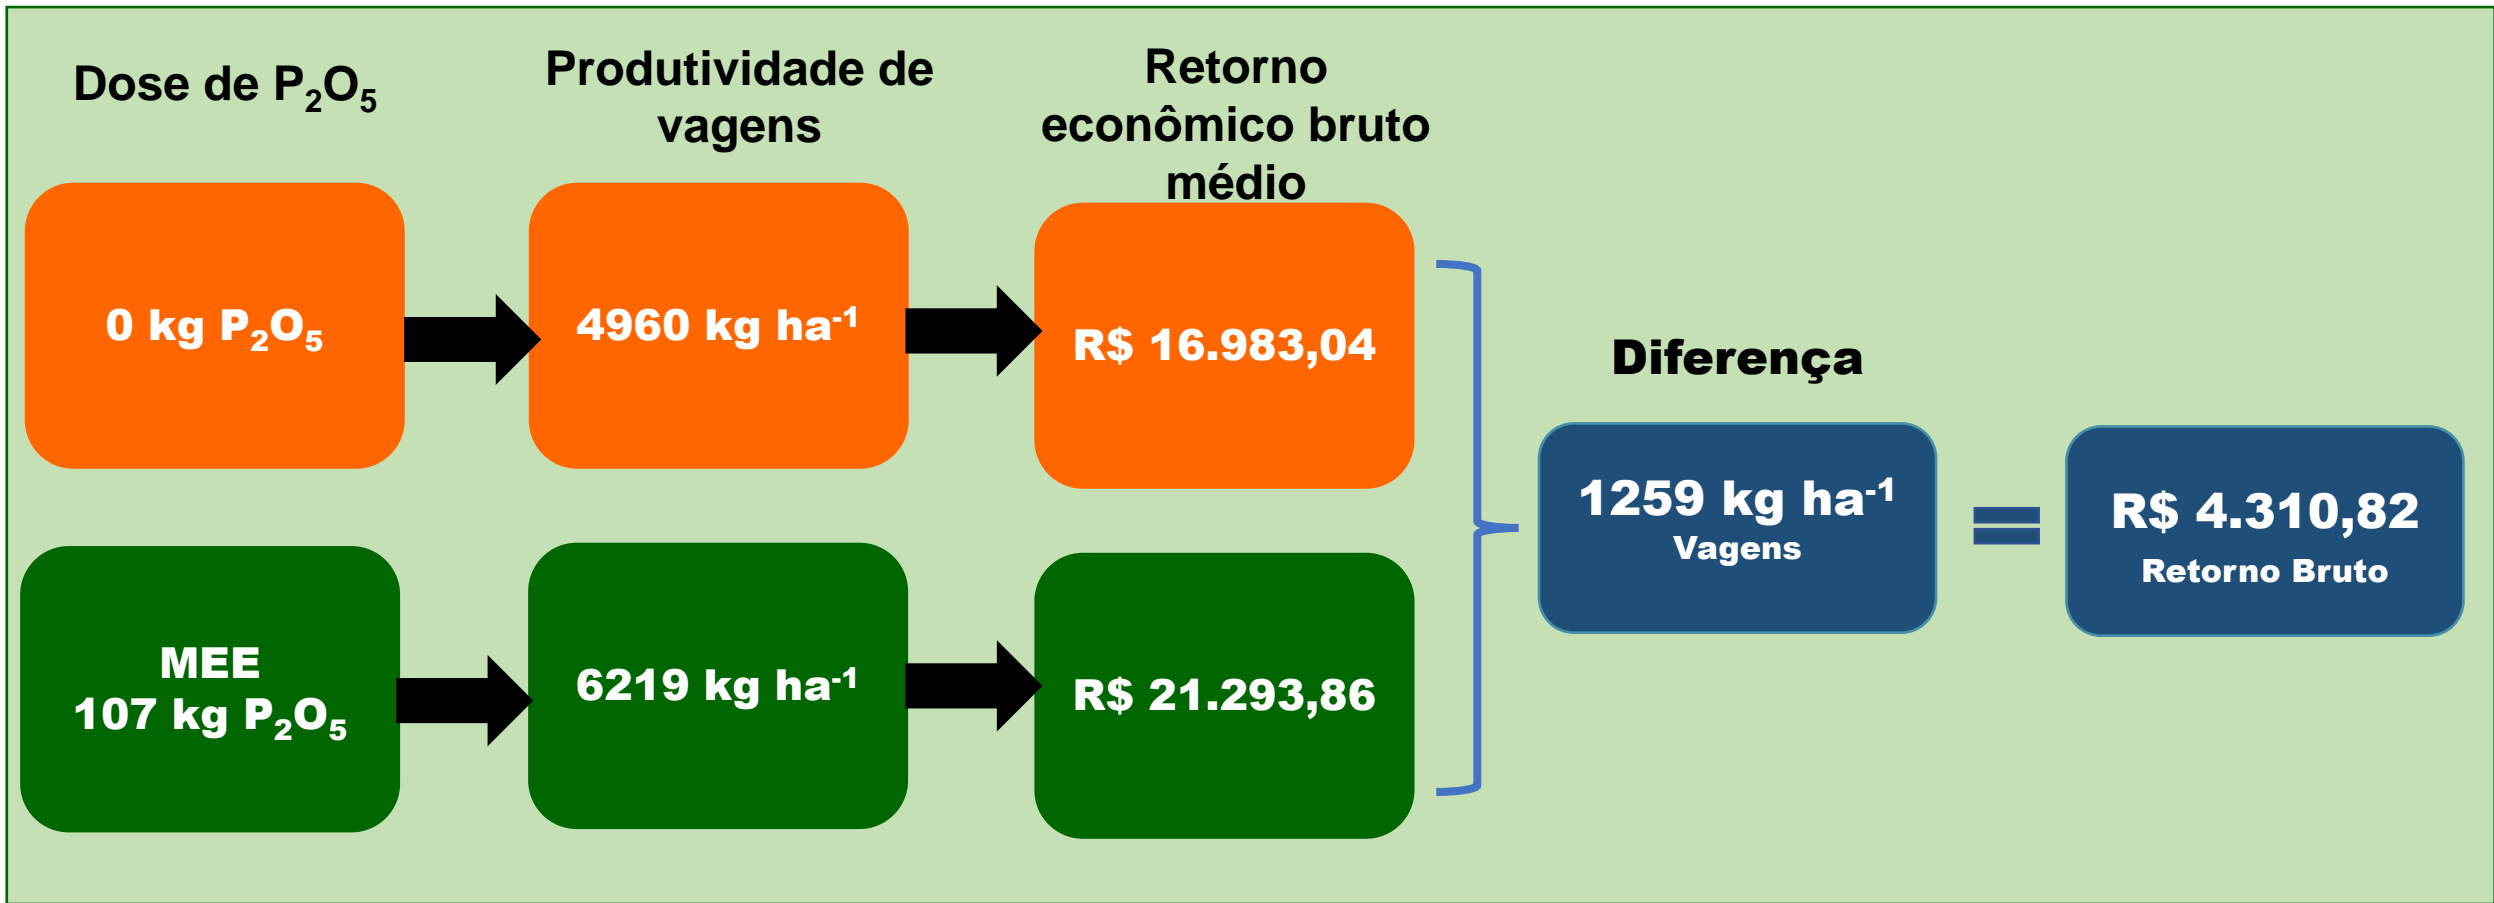 Dose de P₂O₅
Produtividade de
vagens
Retorno
econômico bruto
médio
0 kg P₂O₅
4960 kg ha⁻¹
R$ 16.983,04
MEE
107 kg P₂O₅
6219 kg ha⁻¹
R$ 21.293,86
Diferença
1259 kg ha⁻¹
Vagens
=
R$ 4.310,82
Retorno Bruto